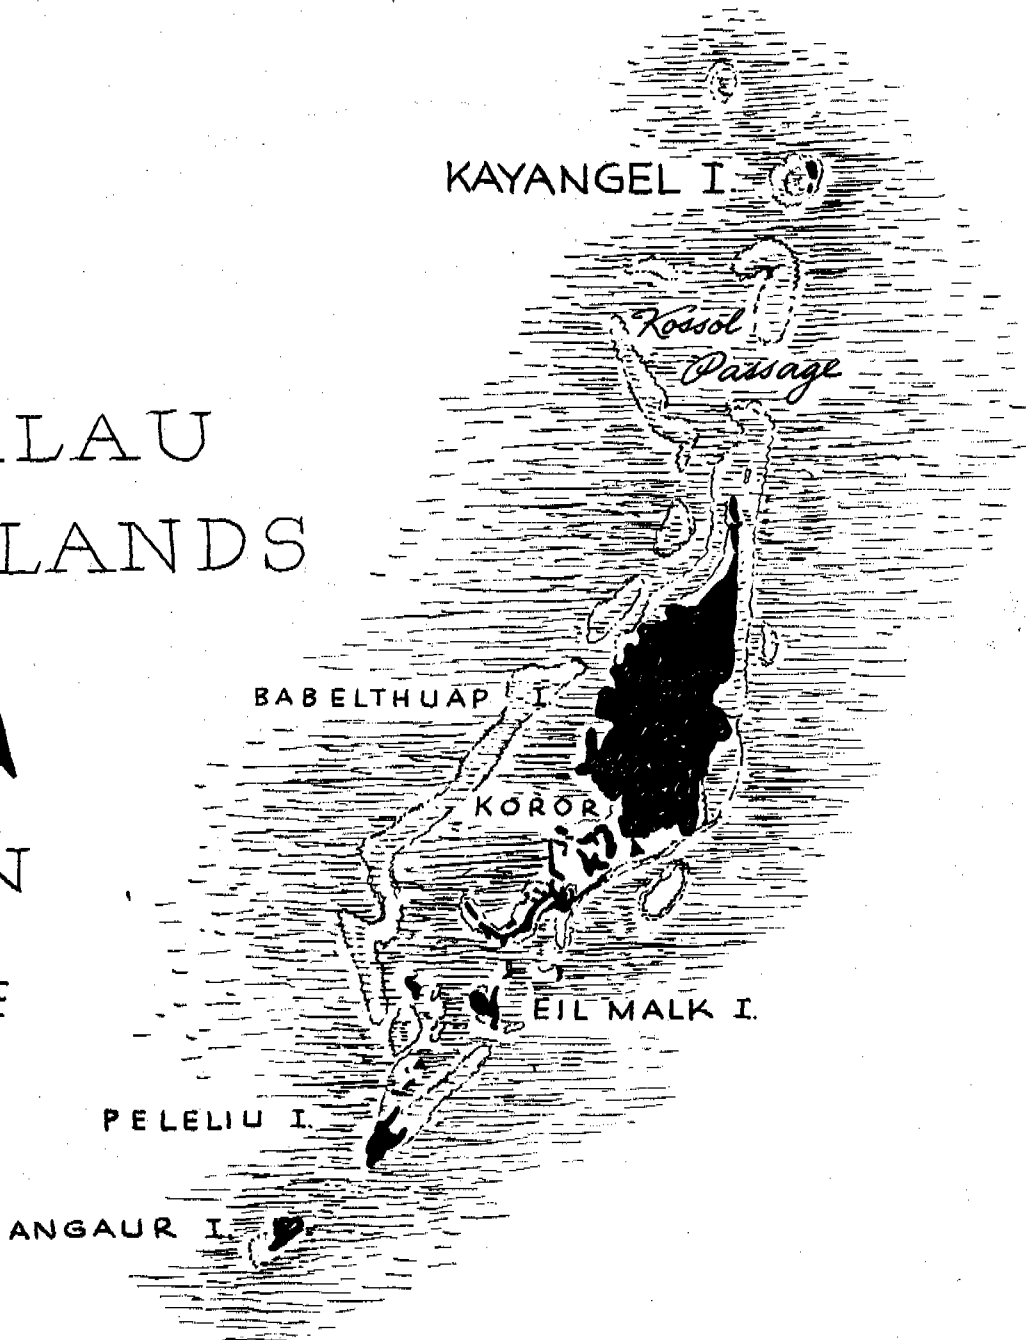 KAYANGEL I.
Kossol
Passage
LAU
LANDS
BABELTHUAP I.
KOROR
N
EIL MALK I.
PELELIU I.
ANGAUR I.